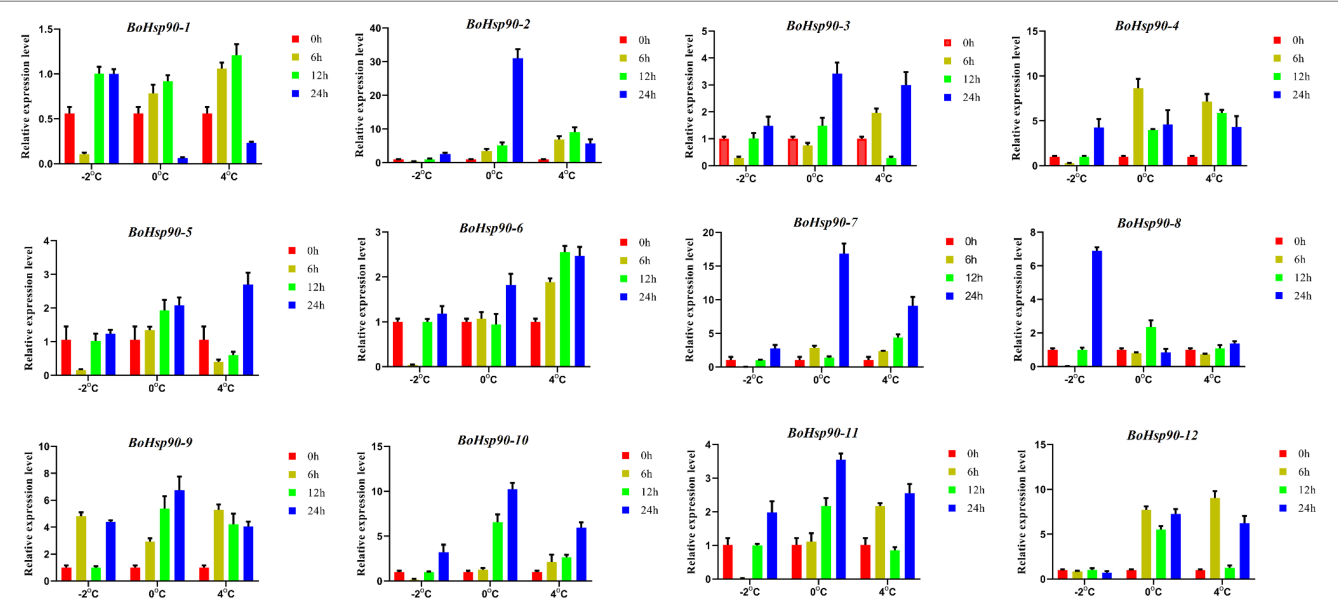 BoHsp90-1
Relative expression level
1.5
1.0
0.5
0.0
-2°C 0°C 4°C
0h
6h
12h
24h
BoHsp90-2
Relative expression level
40
30
20
10
0
-2°C 0°C 4°C
0h
6h
12h
24h
BoHsp90-3
Relative expression level
5
4
3
2
1
0
-2°C 0°C 4°C
0h
6h
12h
24h
BoHsp90-4
Relative expression level
15
10
5
0
-2°C 0°C 4°C
0h
6h
12h
24h
BoHsp90-5
Relative expression level
4
3
2
1
0
-2°C 0°C 4°C
0h
6h
12h
24h
BoHsp90-6
Relative expression level
3
2
1
0
-2°C 0°C 4°C
0h
6h
12h
24h
BoHsp90-7
Relative expression level
20
15
10
5
0
-2°C 0°C 4°C
0h
6h
12h
24h
BoHsp90-8
Relative expression level
8
6
4
2
0
-2°C 0°C 4°C
0h
6h
12h
24h
BoHsp90-9
Relative expression level
10
8
6
4
2
0
-2°C 0°C 4°C
0h
6h
12h
24h
BoHsp90-10
Relative expression level
15
10
5
0
-2°C 0°C 4°C
0h
6h
12h
24h
BoHsp90-11
Relative expression level
4
3
2
1
0
-2°C 0°C 4°C
0h
6h
12h
24h
BoHsp90-12
Relative expression level
15
10
5
0
-2°C 0°C 4°C
0h
6h
12h
24h